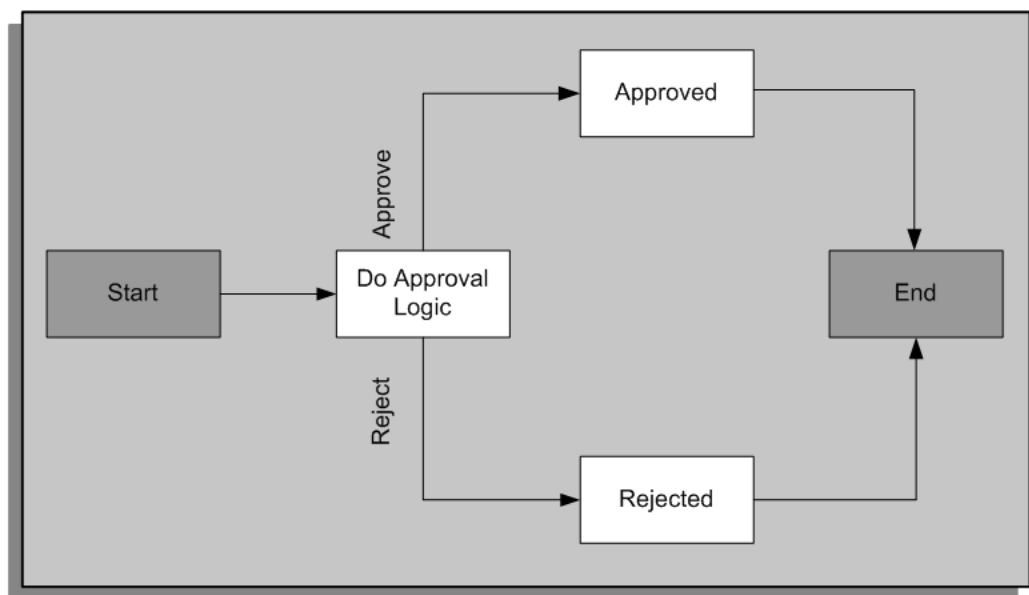 Approved
Approve
Start
Do Approval
Logic
End
Reject
Rejected